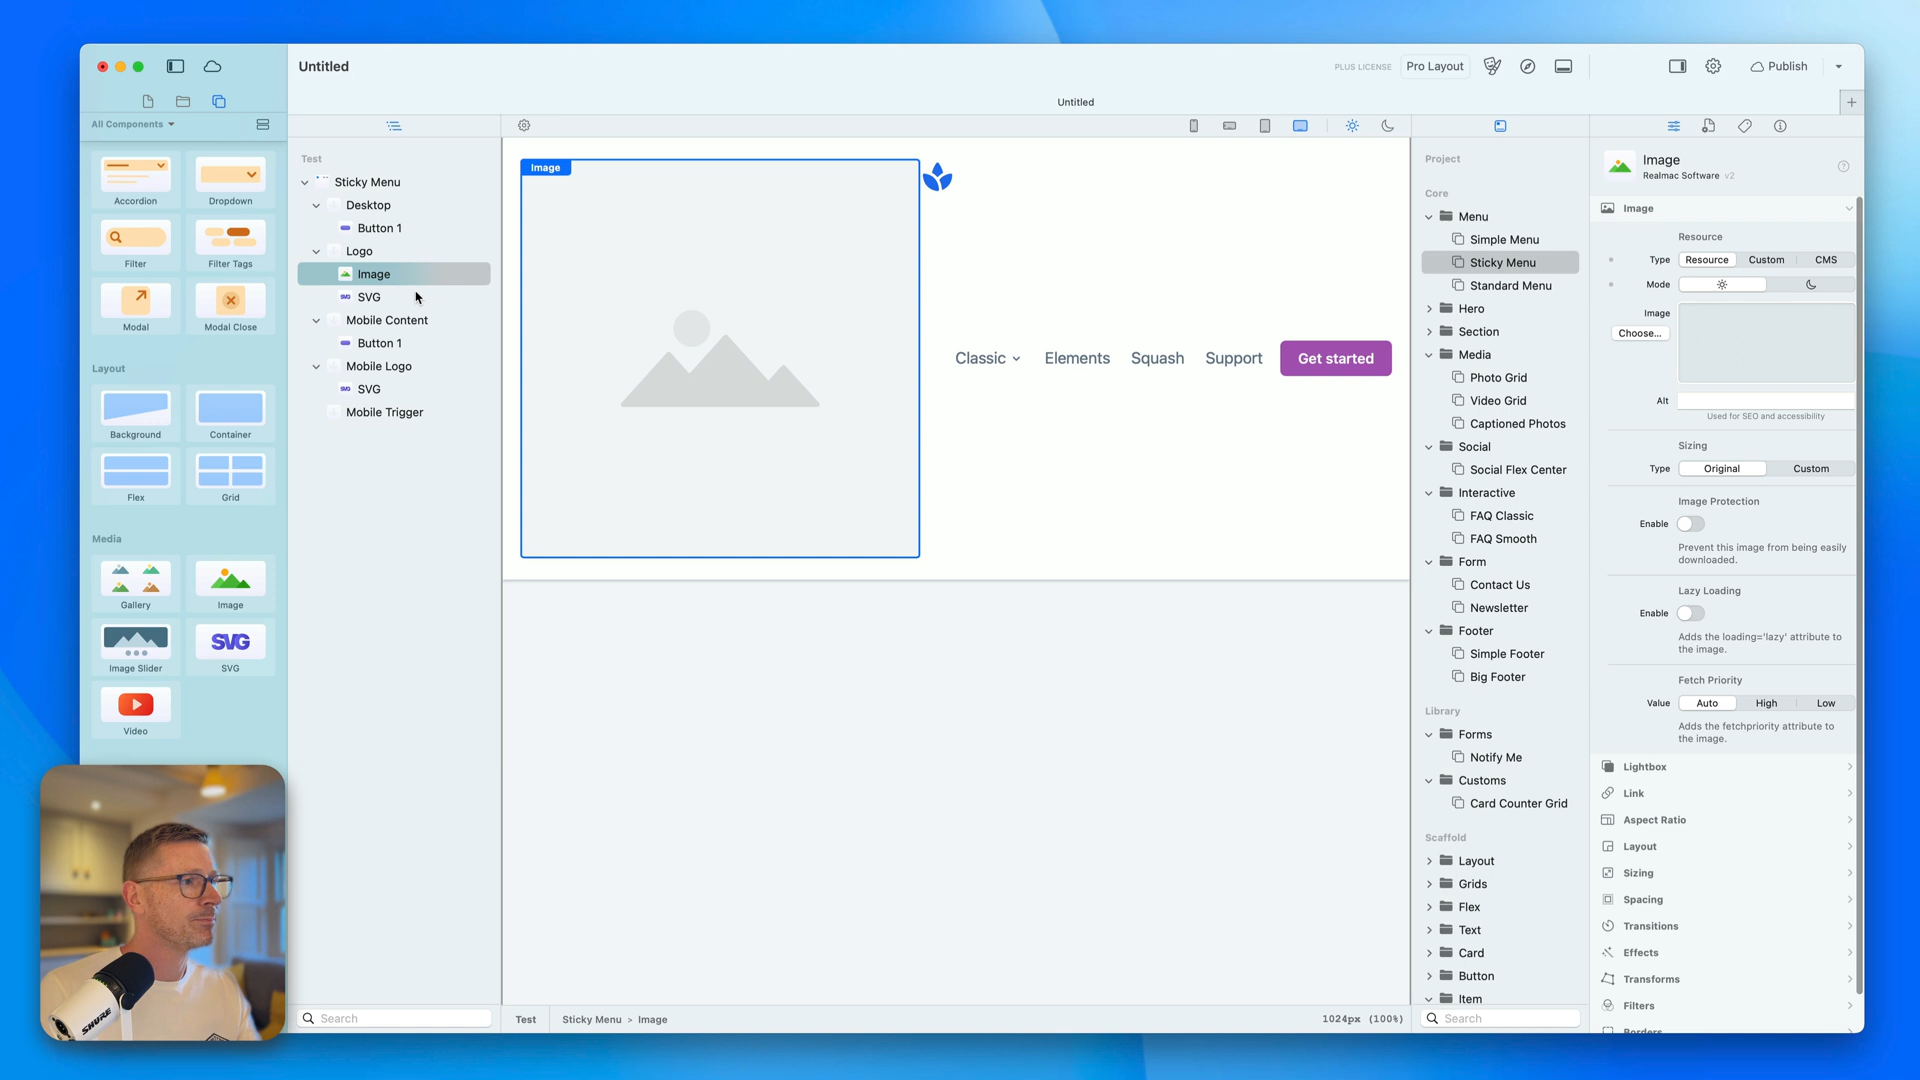 Untitled
PLUS LICENSE
Pro Layout
Publish
Untitled
All Components
Accordion
Dropdown
Filter
Filter Tags
Modal
Modal Close
Layout
Background
Container
Flex
Grid
Media
Gallery
Image
Image Slider
SVG
SVG
Video
SHURE
Test
Sticky Menu
Desktop
Button 1
Logo
Image
SVG
SVG
Mobile Content
Button 1
Mobile Logo
SVG
SVG
Mobile Trigger
Search
Image
Classic
Elements
Squash
Support
Get started
Test
Sticky Menu > Image
1024px (100%)
Project
Core
Menu
Simple Menu
Sticky Menu
Standard Menu
Hero
Section
Media
Photo Grid
Video Grid
Captioned Photos
Social
Social Flex Center
Interactive
FAQ Classic
FAQ Smooth
Form
Contact Us
Newsletter
Footer
Simple Footer
Big Footer
Library
Forms
Notify Me
Customs
Card Counter Grid
Scaffold
Layout
Grids
Flex
Text
Card
Button
Item
Search
Image
Realmac Software v2
Image
Resource
Type Resource Custom CMS
Mode
Image
Choose...
Alt
Used for SEO and accessibility
Sizing
Type Original Custom
Image Protection
Enable
Prevent this image from being easily
downloaded.
Lazy Loading
Enable
Adds the loading='lazy' attribute to
the image.
Fetch Priority
Value Auto High Low
Adds the fetchpriority attribute to
the image.
Lightbox
Link
Aspect Ratio
Layout
Sizing
Spacing
Transitions
Effects
Transforms
Filters
Borders